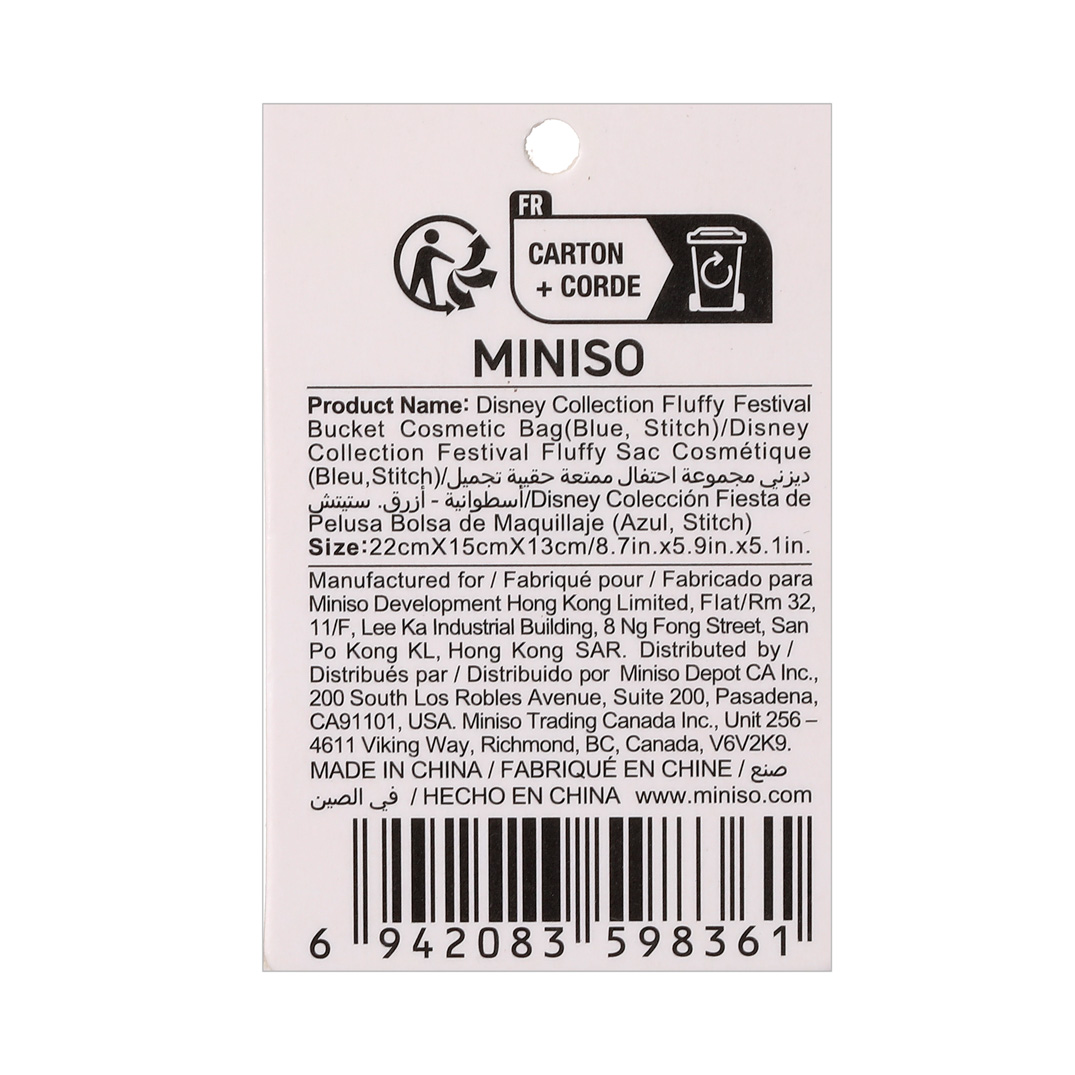 FR
CARTON
+ CORDE
MINISO
Product Name: Disney Collection Fluffy Festival
Bucket Cosmetic Bag(Blue, Stitch)/Disney
Collection Festival Fluffy Sac Cosmétique
(Bleu,Stitch)/ديزني مجموعة احتفال ممتعة حقيبة تجميل
أسطوانية - أزرق. ستيتش/Disney Colección Fiesta de
Pelusa Bolsa de Maquillaje (Azul, Stitch)
Size:22cmX15cmX13cm/8.7in.x5.9in.x5.1in.
Manufactured for / Fabriqué pour / Fabricado para
Miniso Development Hong Kong Limited, Flat/Rm 32,
11/F, Lee Ka Industrial Building, 8 Ng Fong Street, San
Po Kong KL, Hong Kong SAR. Distributed by /
Distribués par / Distribuido por Miniso Depot CA Inc.,
200 South Los Robles Avenue, Suite 200, Pasadena,
CA91101, USA. Miniso Trading Canada Inc., Unit 256 –
4611 Viking Way, Richmond, BC, Canada, V6V2K9.
MADE IN CHINA / FABRIQUÉ EN CHINE / صنع
في الصين / HECHO EN CHINA www.miniso.com
6 942083 598361